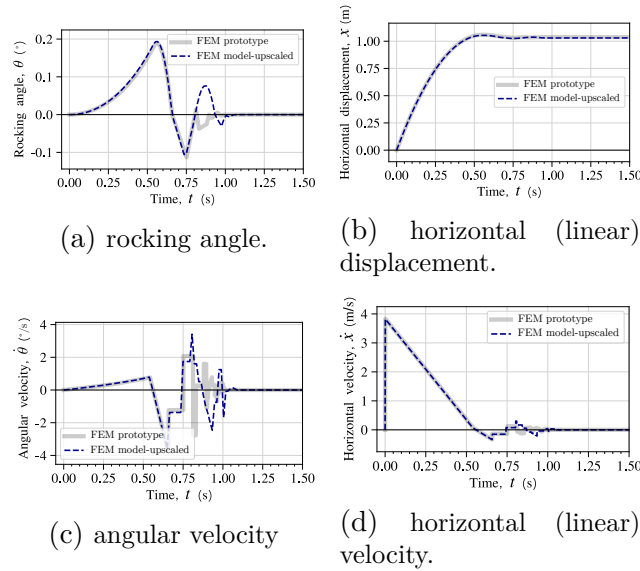 0.2
0.1
0.0
-0.1
0.00 0.25 0.50 0.75 1.00 1.25 1.50
Time, t (s)
Rocking angle, θ (°)
FEM prototype
FEM model-upscaled
(a) rocking angle.
1.00
0.75
0.50
0.25
0.00
0.00 0.25 0.50 0.75 1.00 1.25 1.50
Time, t (s)
Horizontal displacement, x (m)
FEM prototype
FEM model-upscaled
(b) horizontal (linear)
displacement.
4
2
0
-2
-4
0.00 0.25 0.50 0.75 1.00 1.25 1.50
Time, t (s)
Angular velocity, θ̇ (°/s)
FEM prototype
FEM model-upscaled
(c) angular velocity
4
3
2
1
0
0.00 0.25 0.50 0.75 1.00 1.25 1.50
Time, t (s)
Horizontal velocity, ẋ (m/s)
FEM prototype
FEM model-upscaled
(d) horizontal (linear)
velocity.